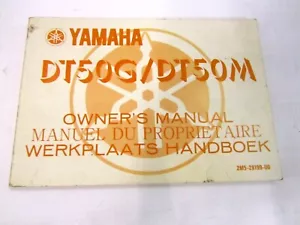 YAMAHA
DT50G/DT50M
OWNER'S MANUAL
MANUEL DU PROPRIETAIRE
WERKPLAATS HANDBOEK